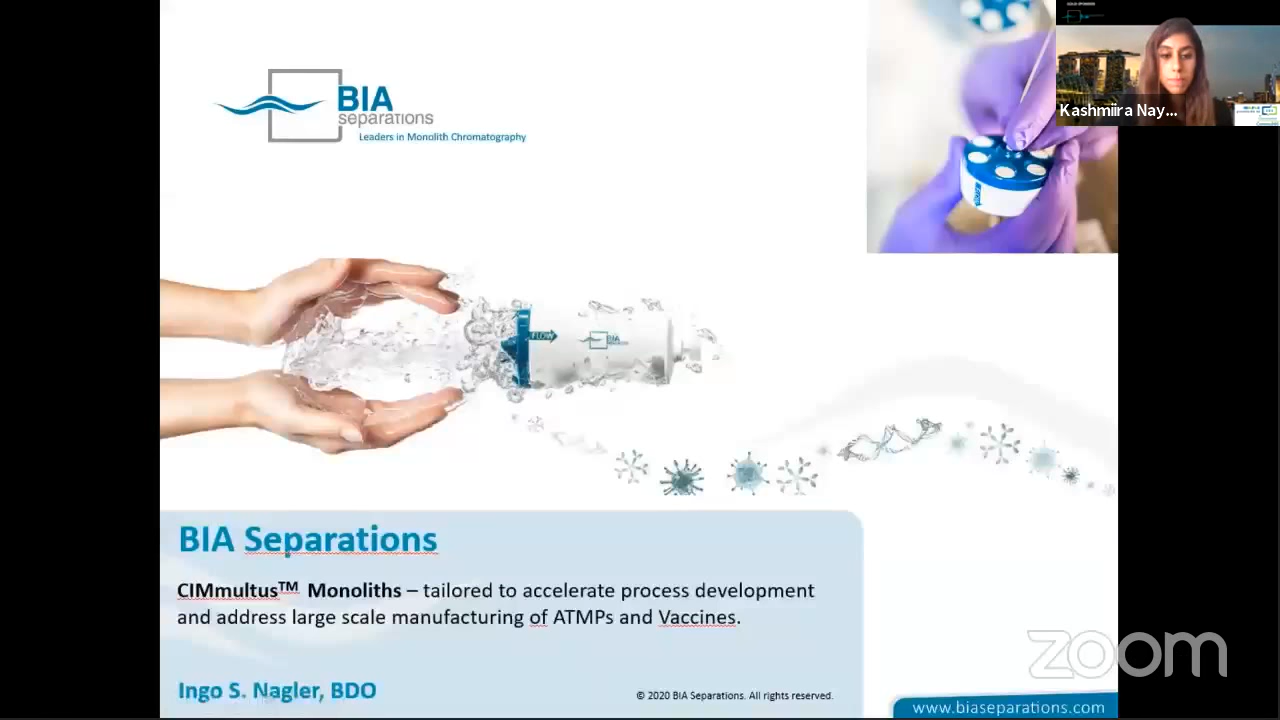 BIA
separations
Leaders in Monolith Chromatography
Kashmiira Nay...
FLOW
BIA
BIA Separations
CIMmultus™ Monoliths – tailored to accelerate process development
and address large scale manufacturing of ATMPs and Vaccines.
Ingo S. Nagler, BDO
© 2020 BIA Separations. All rights reserved.
zoom
www.biaseparations.com